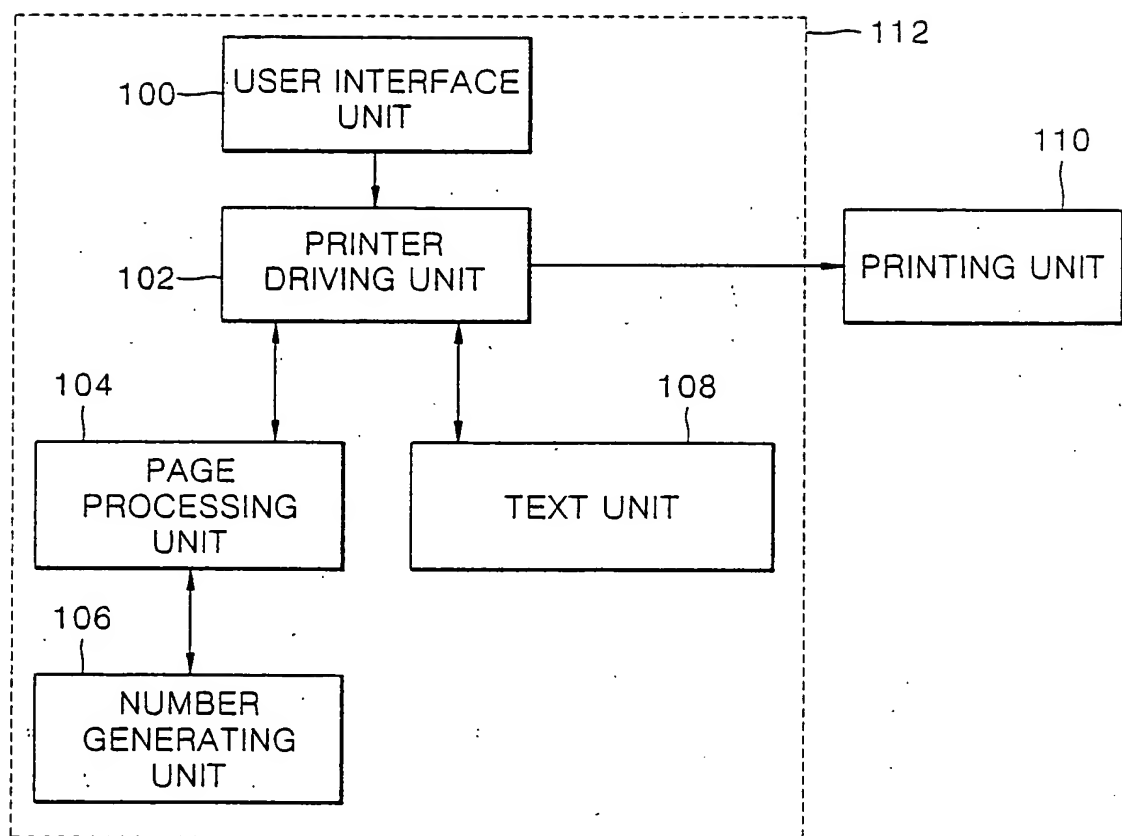 112
100
USER INTERFACE
UNIT
110
102
PRINTER
DRIVING UNIT
PRINTING UNIT
104
108
PAGE
PROCESSING
UNIT
TEXT UNIT
106
NUMBER
GENERATING
UNIT